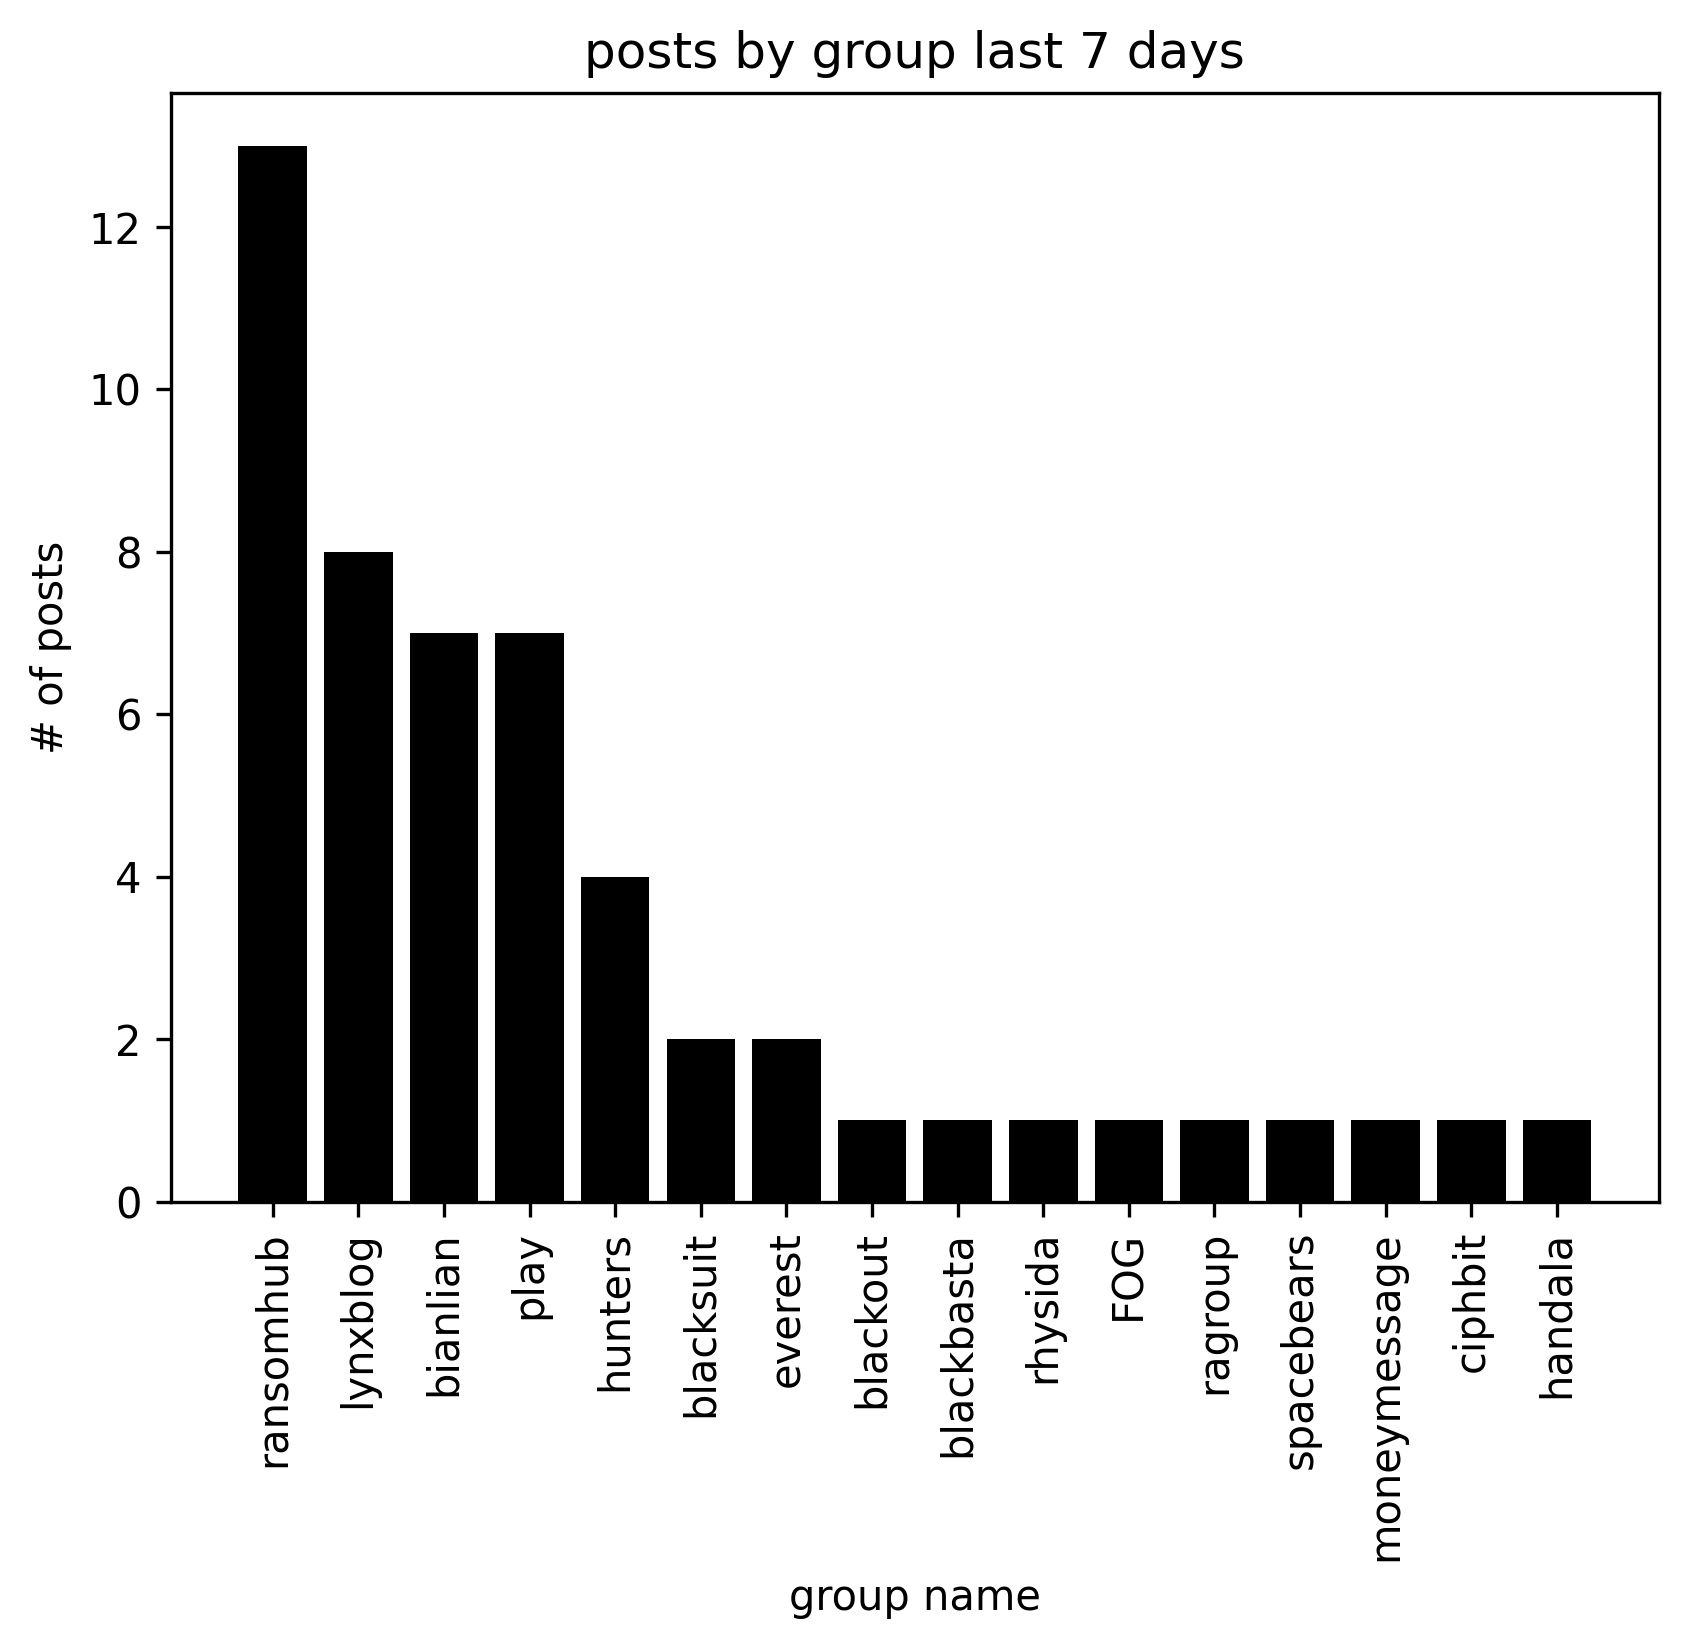 posts by group last 7 days
# of posts
12
10
8
6
4
2
0
ransomhub
lynxblog
bianlian
play
hunters
blacksuit
everest
blackout
blackbasta
rhysida
FOG
ragroup
spacebears
moneymessage
ciphbit
handala
group name